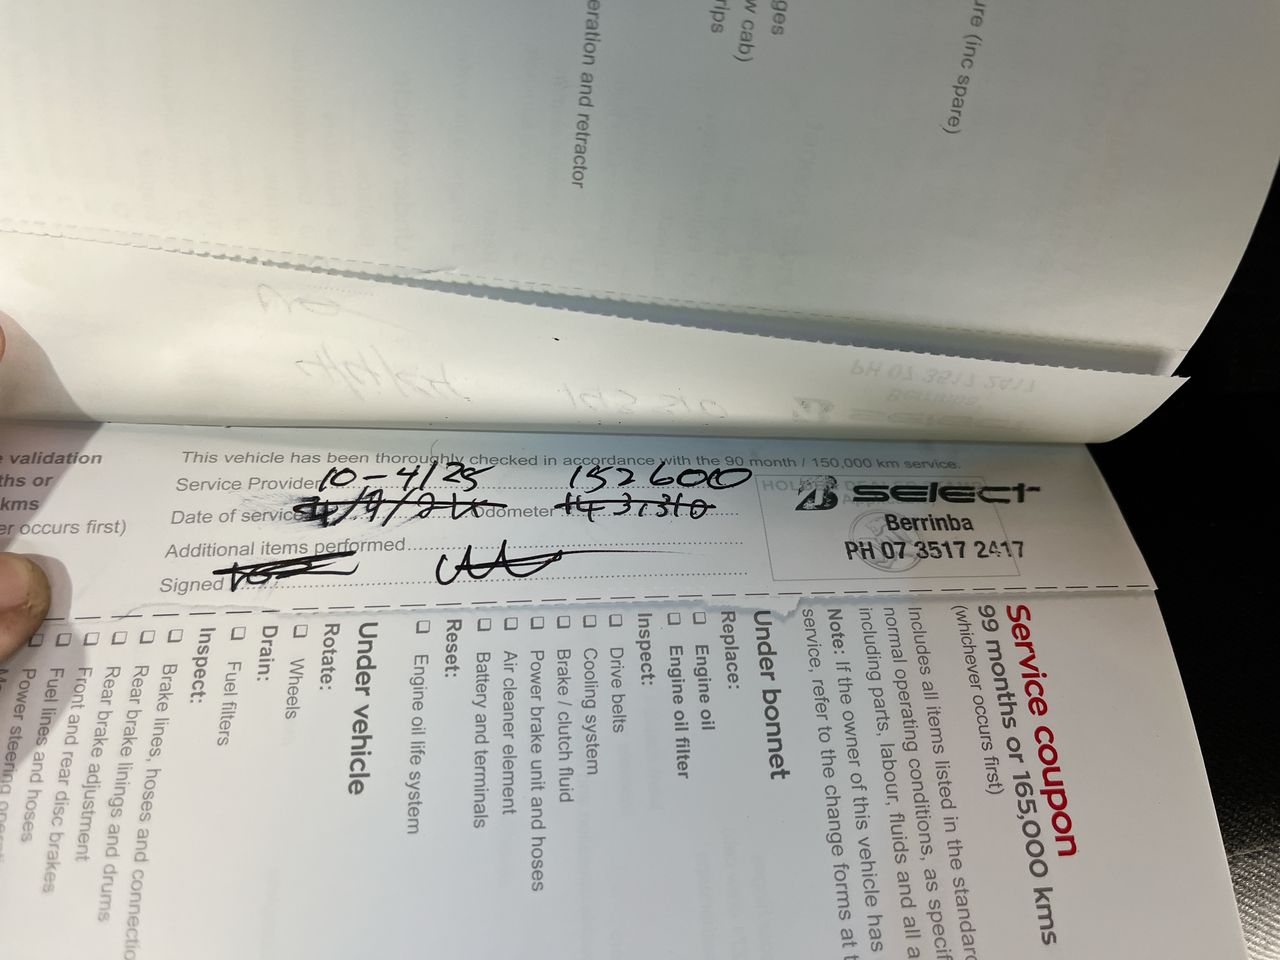 ges
w cab)
rips
eration and retractor
ure (inc spare)
e validation
ths or
kms
er occurs first)
This vehicle has been thoroughly checked in accordance with the 90 month / 150,000 km service.
Service Provider 10-4/25 152600
Date of service Odometer 143,310
Additional items performed
Signed
select
Berrinba
PH 07 3517 2417
Service coupon
99 months or 165,000 kms
(whichever occurs first)
Includes all items listed in the standard
normal operating conditions, as specif
including parts, labour, fluids and all a
Note: If the owner of this vehicle has
service, refer to the change forms at t
Under bonnet
Replace:
Engine oil
Engine oil filter
Inspect:
Drive belts
Cooling system
Brake / clutch fluid
Power brake unit and hoses
Air cleaner element
Battery and terminals
Reset:
Engine oil life system
Under vehicle
Rotate:
Wheels
Drain:
Fuel filters
Inspect:
Brake lines, hoses and connectio
Rear brake linings and drums
Rear brake adjustment
Front and rear disc brakes
Fuel lines and hoses
Power steering operati